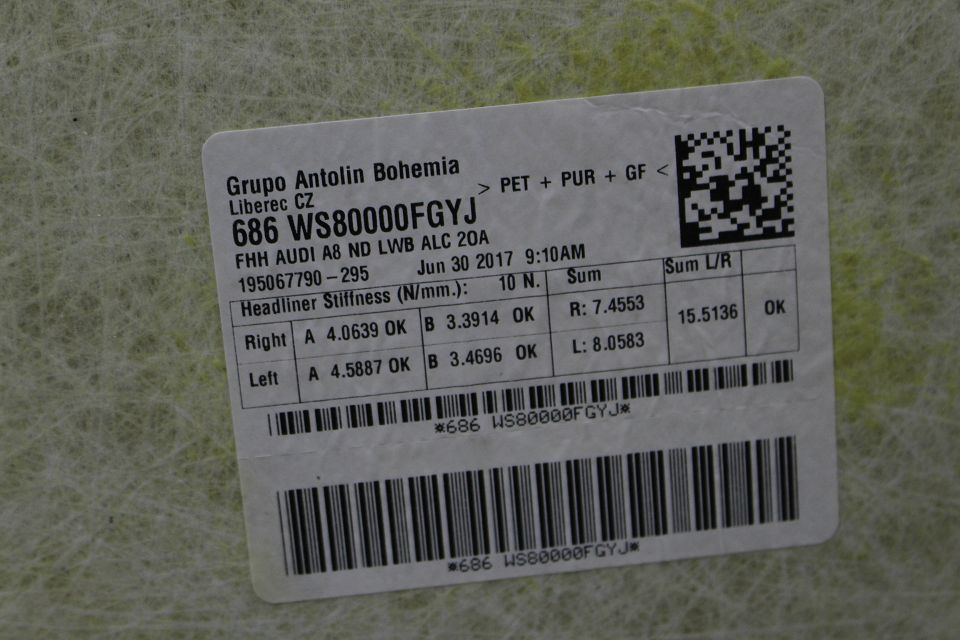 Grupo Antolin Bohemia
Liberec CZ
> PET + PUR + GF <
686 WS80000FGYJ
FHH AUDI A8 ND LWB ALC 20A
195067790-295 Jun 30 2017 9:10AM
Headliner Stiffness (N/mm.): 10 N. Sum Sum L/R
Right A 4.0639 OK B 3.3914 OK R: 7.4553 15.5136 OK
Left A 4.5887 OK B 3.4696 OK L: 8.0583
*686 WS80000FGYJ*
*686 WS80000FGYJ*